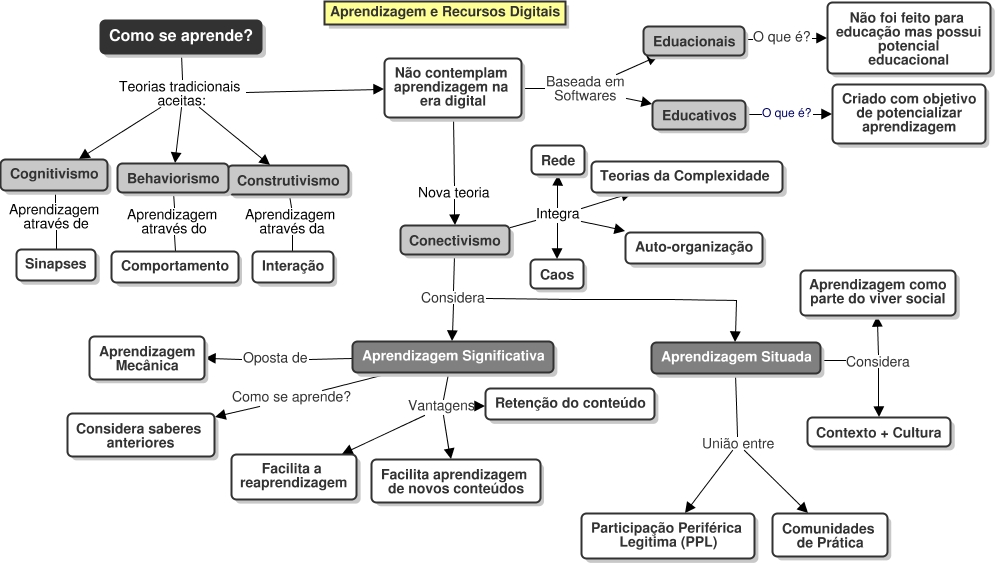 Aprendizagem e Recursos Digitais
Como se aprende?
Teorias tradicionais
aceitas:
Não contemplam
aprendizagem na
era digital
Baseada em
Softwares
Eduacionais
O que é?
Não foi feito para
educação mas possui
potencial
educacional
Educativos
O que é?
Criado com objetivo
de potencializar
aprendizagem
Cognitivismo
Behaviorismo
Construtivismo
Aprendizagem
através de
Aprendizagem
através do
Aprendizagem
através da
Sinapses
Comportamento
Interação
Nova teoria
Conectivismo
Integra
Rede
Teorias da Complexidade
Auto-organização
Caos
Considera
Aprendizagem Significativa
Oposta de
Aprendizagem
Mecânica
Como se aprende?
Considera saberes
anteriores
Vantagens
Retenção do conteúdo
Facilita a
reaprendizagem
Facilita aprendizagem
de novos conteúdos
Aprendizagem Situada
Considera
Aprendizagem como
parte do viver social
Contexto + Cultura
União entre
Participação Periférica
Legitima (PPL)
Comunidades
de Prática